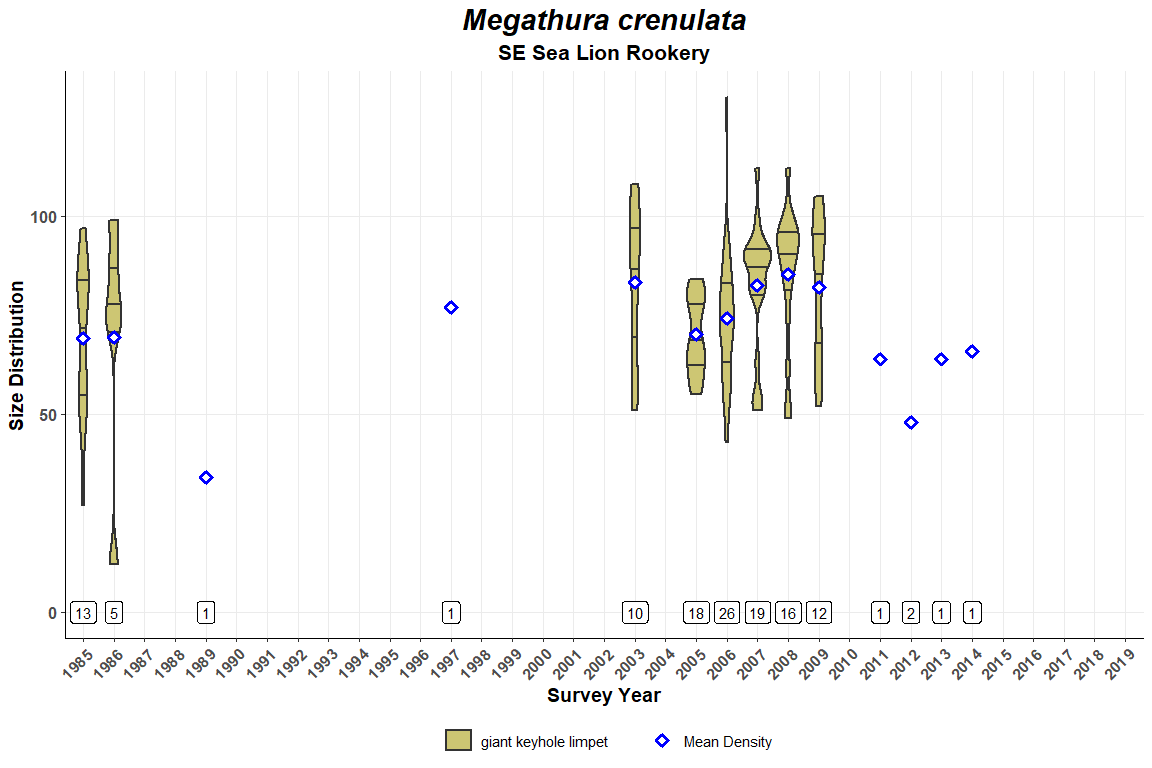 Megathura crenulata
SE Sea Lion Rookery
Size Distribution
100
50
0
13 5 1 1 10 18 26 19 16 12 1 2 1 1
1985 1986 1987 1988 1989 1990 1991 1992 1993 1994 1995 1996 1997 1998 1999 2000 2001 2002 2003 2004 2005 2006 2007 2008 2009 2010 2011 2012 2013 2014 2015 2016 2017 2018 2019
Survey Year
giant keyhole limpet Mean Density